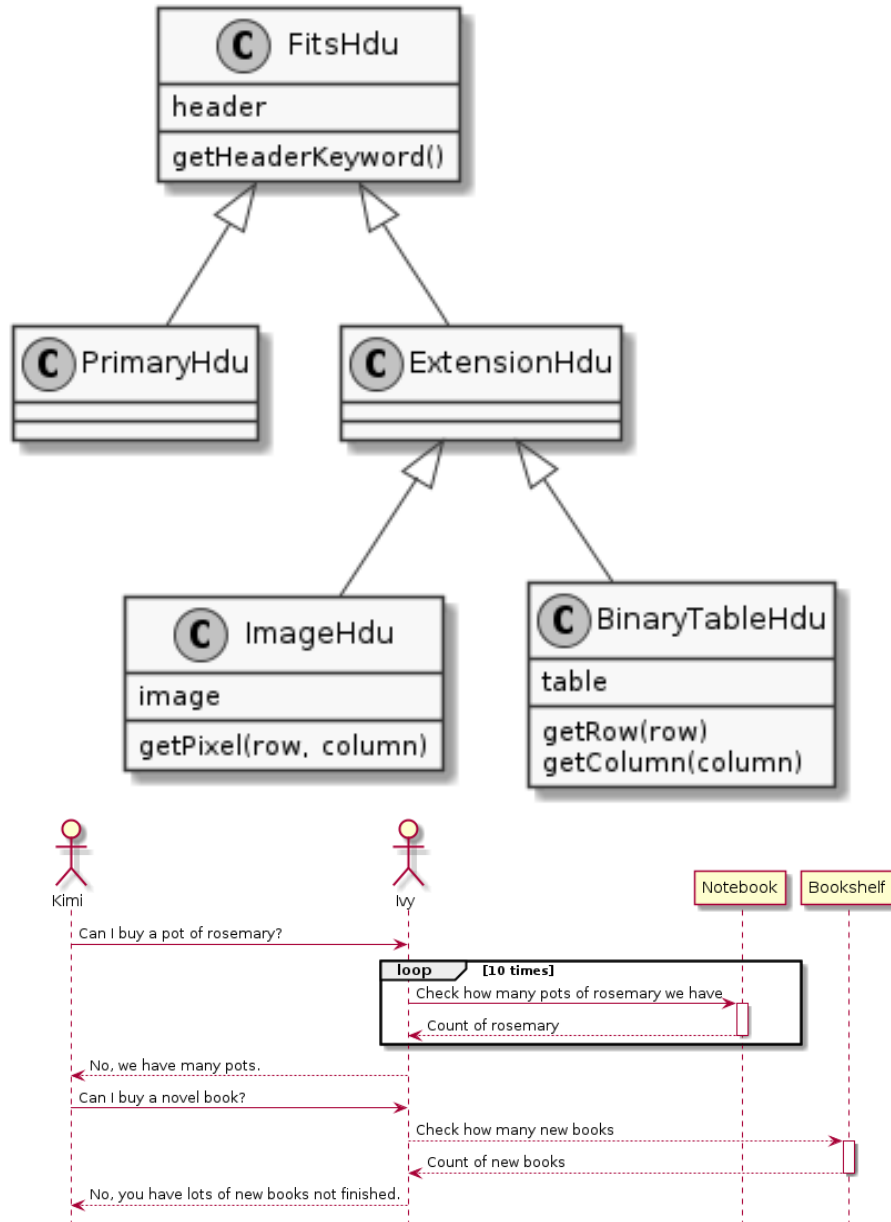 C FitsHdu
header
getHeaderKeyword()
C PrimaryHdu
C ExtensionHdu
C ImageHdu
image
getPixel(row, column)
C BinaryTableHdu
table
getRow(row)
getColumn(column)
Kimi
Ivy
Notebook
Bookshelf
Can I buy a pot of rosemary?
loop [10 times]
Check how many pots of rosemary we have
Count of rosemary
No, we have many pots.
Can I buy a novel book?
Check how many new books
Count of new books
No, you have lots of new books not finished.